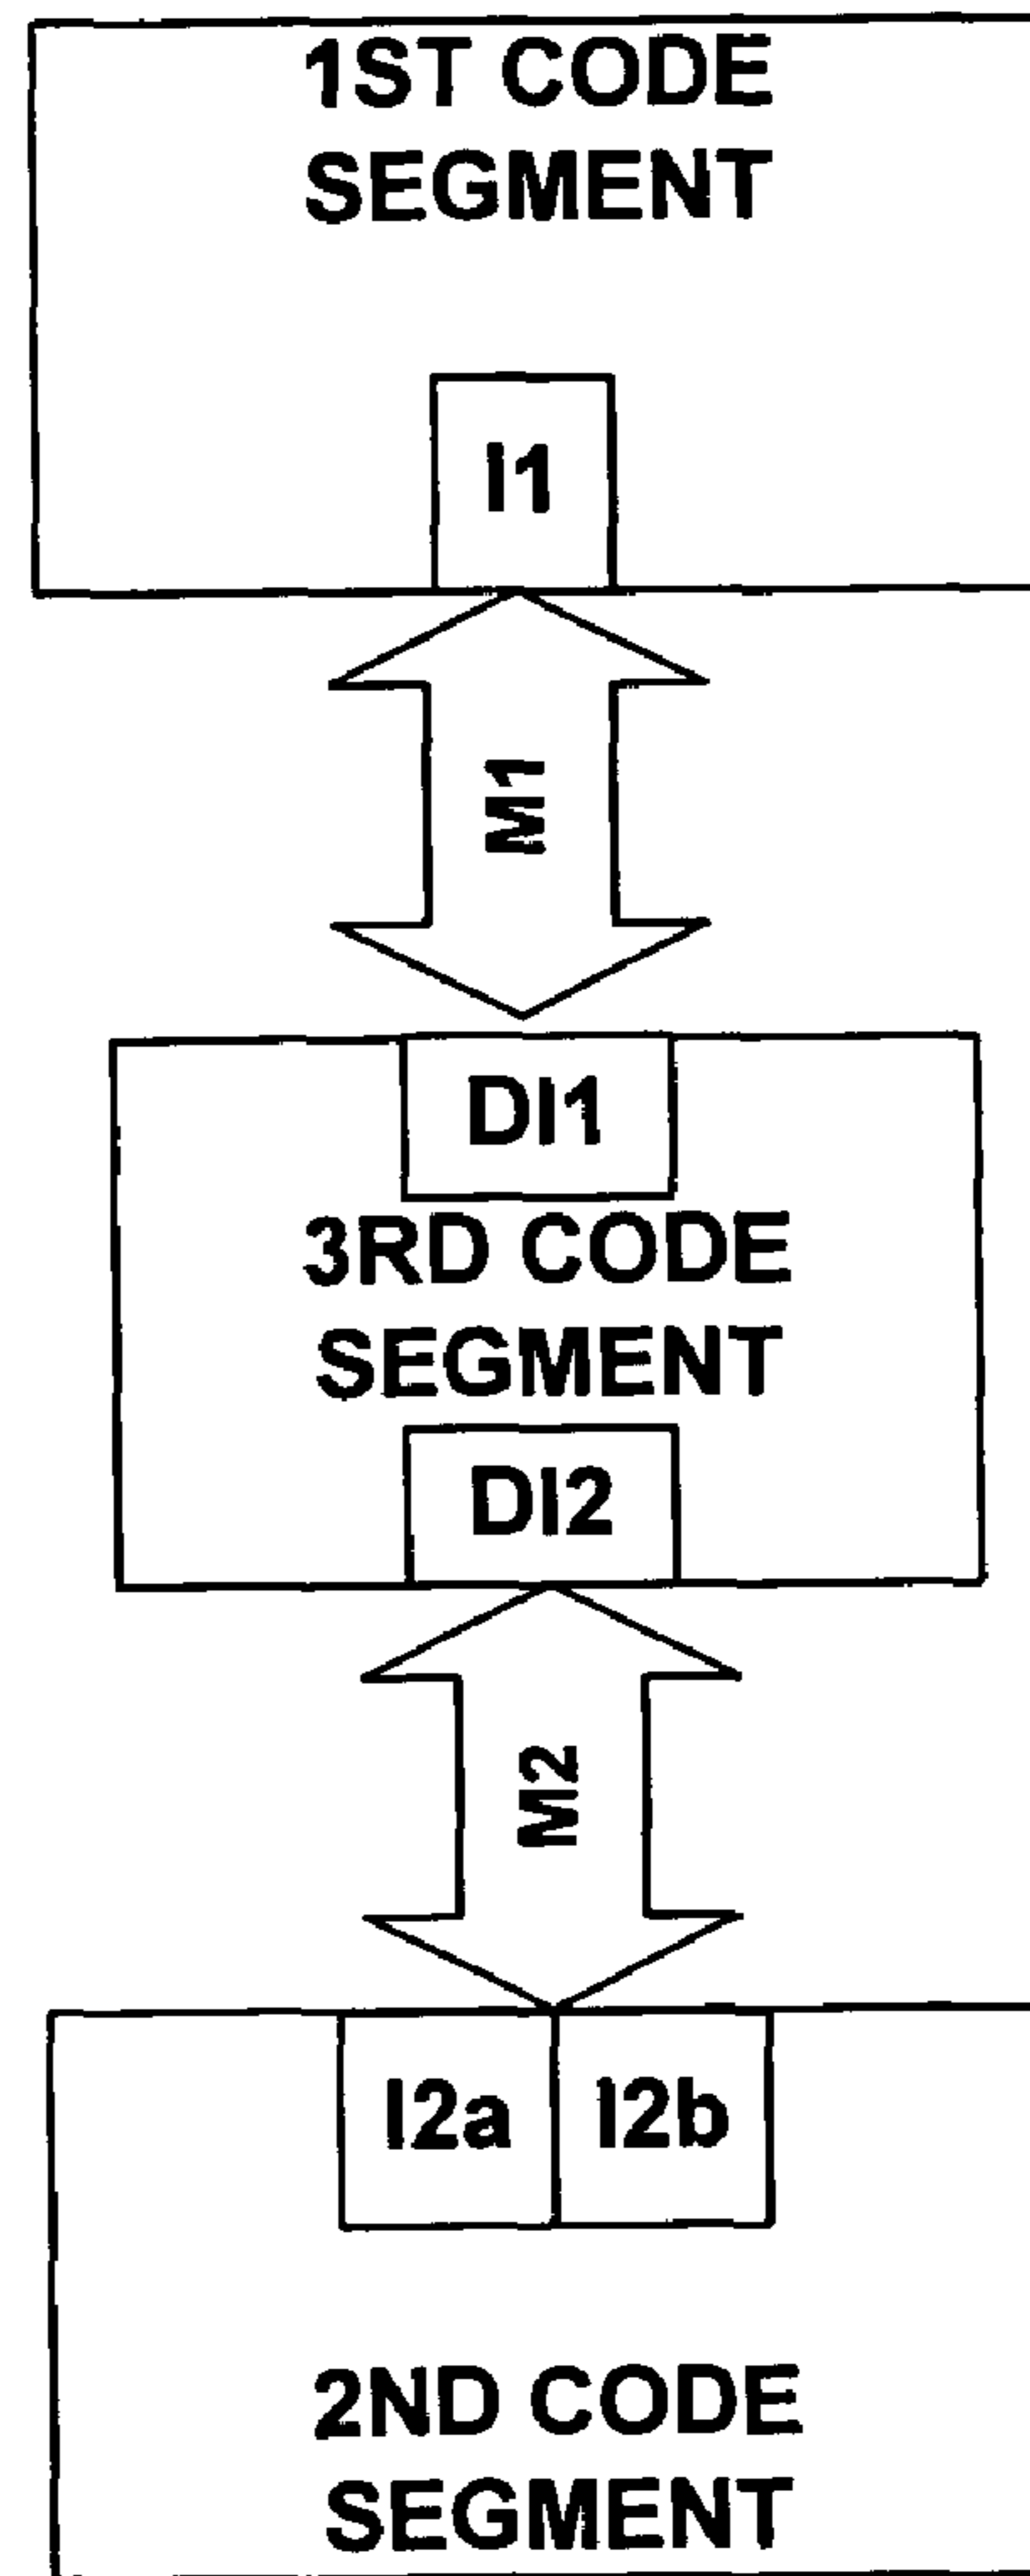 1ST CODE
SEGMENT
I1
M1
DI1
3RD CODE
SEGMENT
DI2
M2
I2a I2b
2ND CODE
SEGMENT